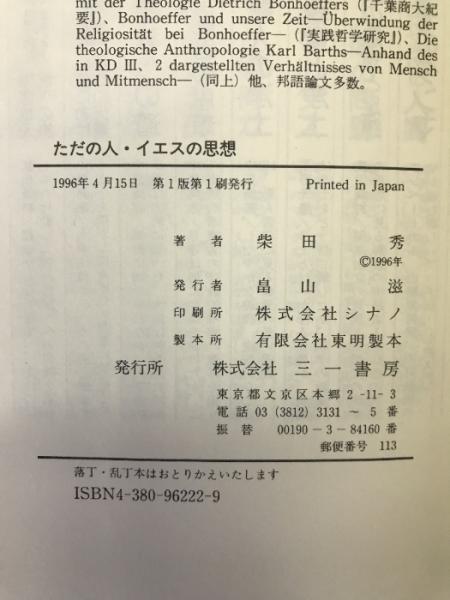 mit der Theologie Dietrich Bonhoeffers（『千葉商大紀
要』）、Bonhoeffer und unsere Zeit—Überwindung der
Religiosität bei Bonhoeffer—（『実践哲学研究』）、Die
theologische Anthropologie Karl Barths—Anhand des
in KD III、2 dargestellten Verhältnisses von Mensch
und Mitmensch—（同上）他、邦語論文多数。
ただの人・イエスの思想
1996年4月15日 第1版第1刷発行 Printed in Japan
著者 柴田 秀
©1996年
発行者 畠山 滋
印刷所 株式会社シナノ
製本所 有限会社東明製本
発行所 株式会社 三一書房
東京都文京区本郷2-11-3
電話 03 (3812) 3131～5番
振替 00190-3-84160番
郵便番号 113
落丁・乱丁本はおとりかえいたします
ISBN4-380-96222-9